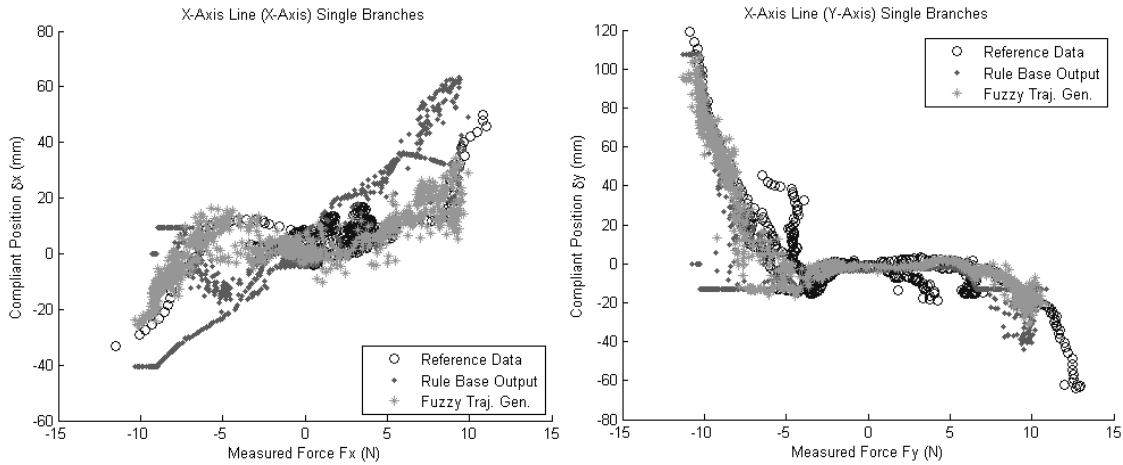 X-Axis Line (X-Axis) Single Branches
80
60
40
20
0
-20
-40
-60
-15
-10
-5
0
5
10
15
Compliant Position δx (mm)
Measured Force Fx (N)
Reference Data
Rule Base Output
Fuzzy Traj. Gen.
X-Axis Line (Y-Axis) Single Branches
120
100
80
60
40
20
0
-20
-40
-60
-80
-15
-10
-5
0
5
10
15
Compliant Position δy (mm)
Measured Force Fy (N)
Reference Data
Rule Base Output
Fuzzy Traj. Gen.